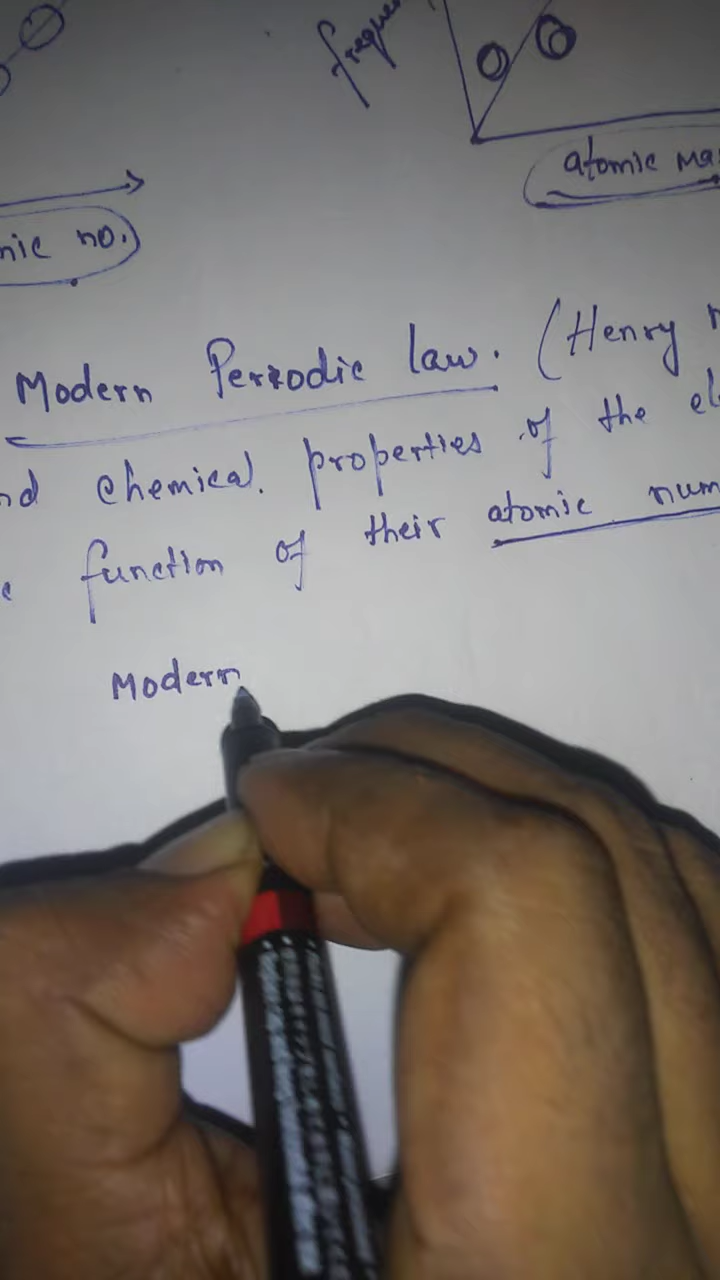 freque
atomic ma
nic no.)
Modern Periodic law. (Henry
nd chemical. properties of the el
e function of their atomic num
Modern